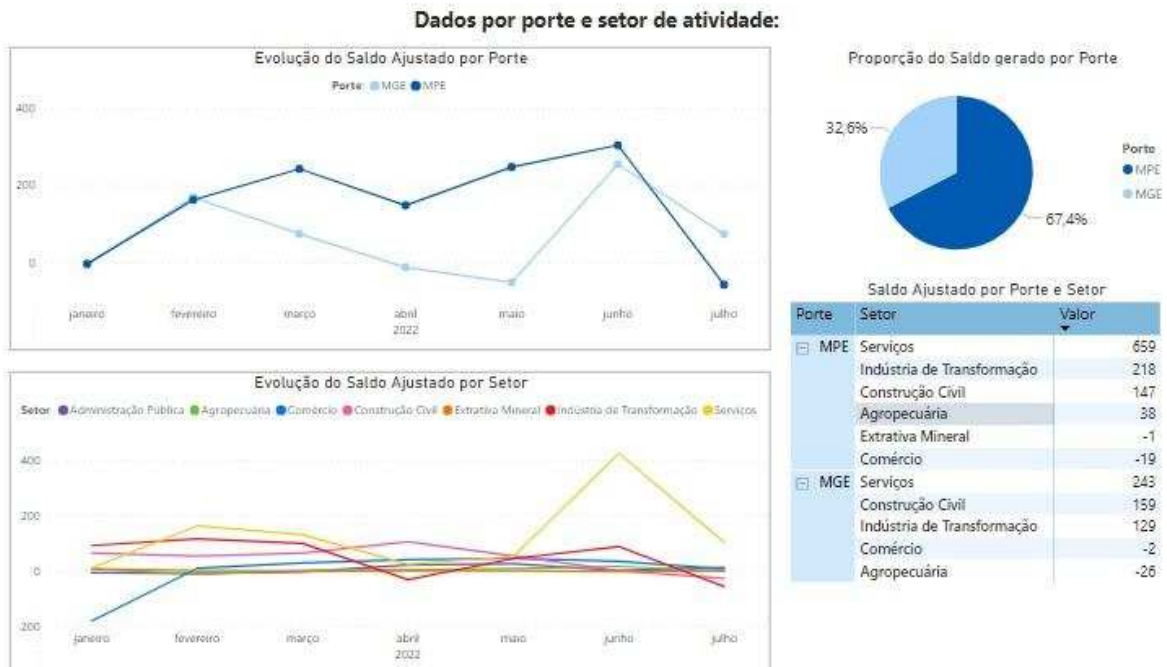 Dados por porte e setor de atividade:
Evolução do Saldo Ajustado por Porte
Porte MGE MPE
400
200
0
janeiro fevereiro março abril maio junho julho
2022
Proporção do Saldo gerado por Porte
32,6%
67,4%
Porte
MPE
MGE
Evolução do Saldo Ajustado por Setor
Setor Administração Pública Agropecuária Comércio Construção Civil Extrativa Mineral Indústria de Transformação Serviços
400
200
0
-200
janeiro fevereiro março abril maio junho julho
2022
Saldo Ajustado por Porte e Setor
Porte Setor Valor
MPE Serviços 659
Indústria de Transformação 218
Construção Civil 147
Agropecuária 38
Extrativa Mineral -1
Comércio -19
MGE Serviços 243
Construção Civil 159
Indústria de Transformação 129
Comércio -2
Agropecuária -26